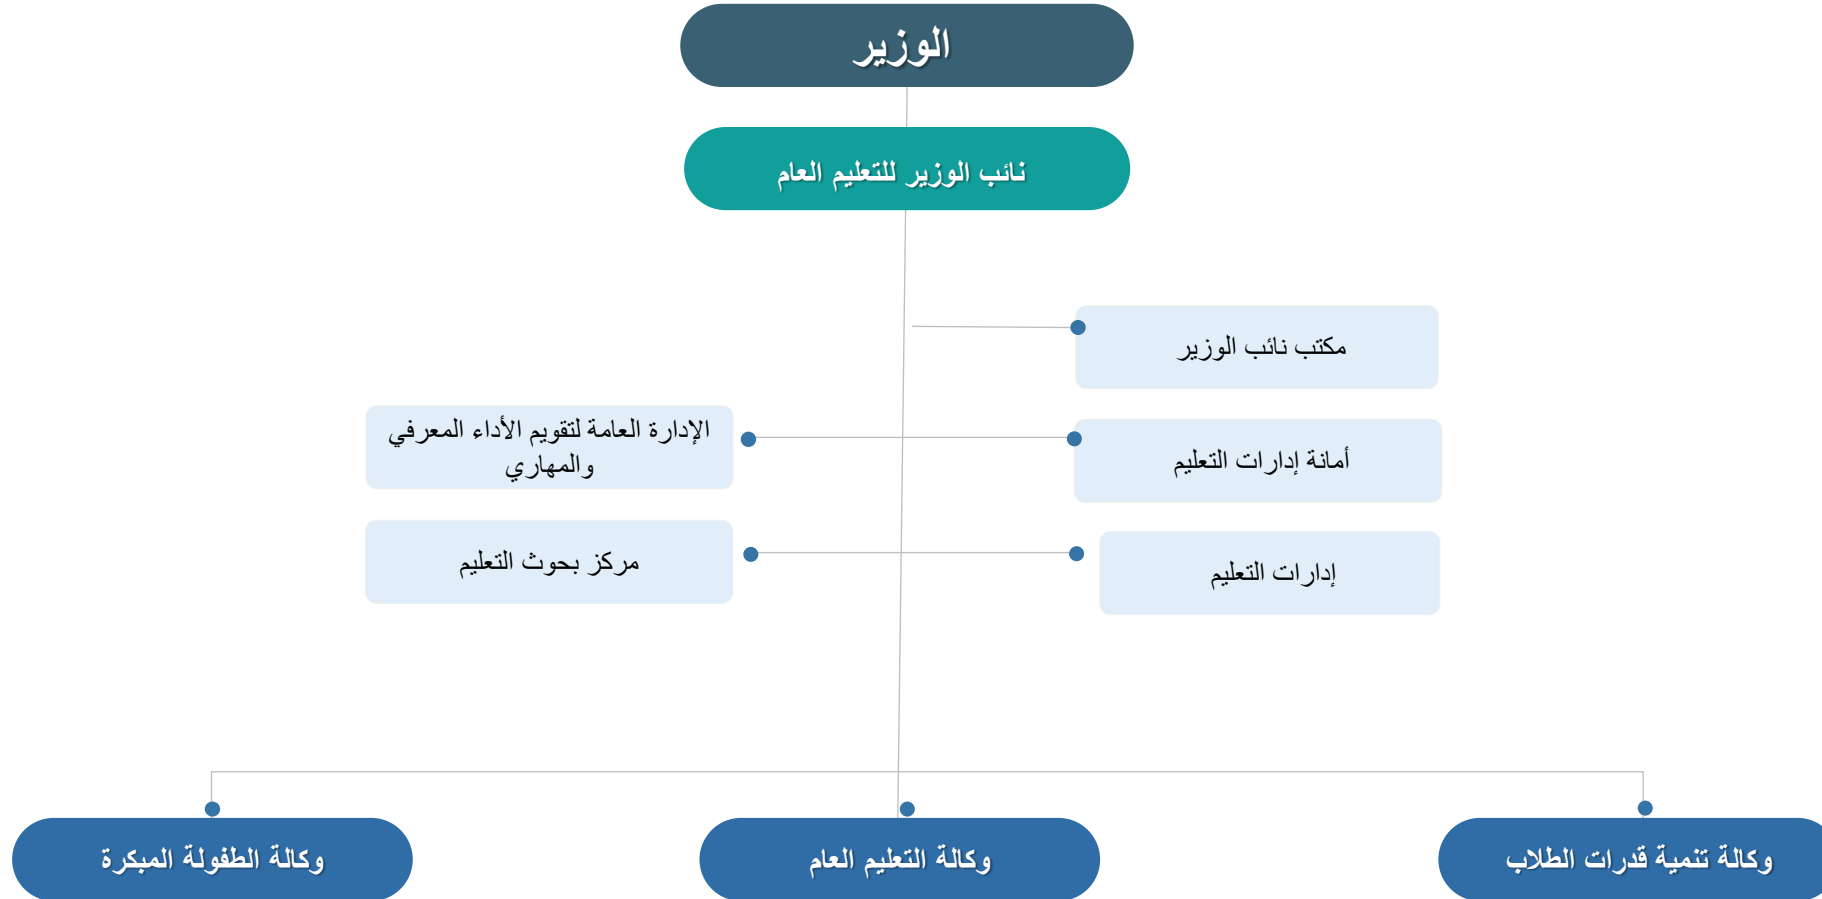 الوزير
نائب الوزير للتعليم العام
مكتب نائب الوزير
أمانة إدارات التعليم
الإدارة العامة لتقويم الأداء المعرفي
والمهاري
إدارات التعليم
مركز بحوث التعليم
وكالة تنمية قدرات الطلاب
وكالة التعليم العام
وكالة الطفولة المبكرة